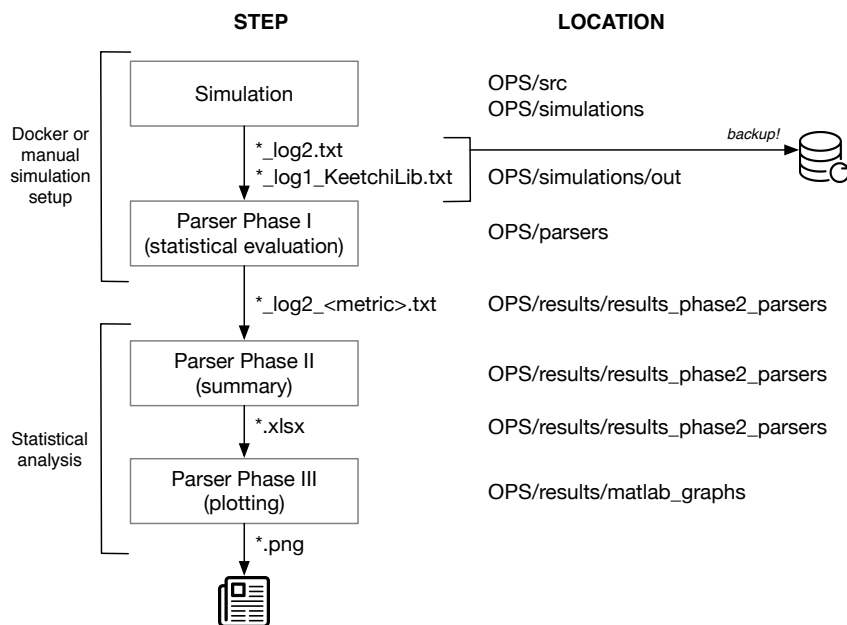 STEP
LOCATION
Simulation
OPS/src
OPS/simulations
Docker or
manual
simulation
setup
*_log2.txt
*_log1_KeetchiLib.txt
backup!
OPS/simulations/out
Parser Phase I
(statistical evaluation)
OPS/parsers
*_log2_<metric>.txt
OPS/results/results_phase2_parsers
Parser Phase II
(summary)
OPS/results/results_phase2_parsers
Statistical
analysis
*.xlsx
OPS/results/results_phase2_parsers
Parser Phase III
(plotting)
OPS/results/matlab_graphs
*.png